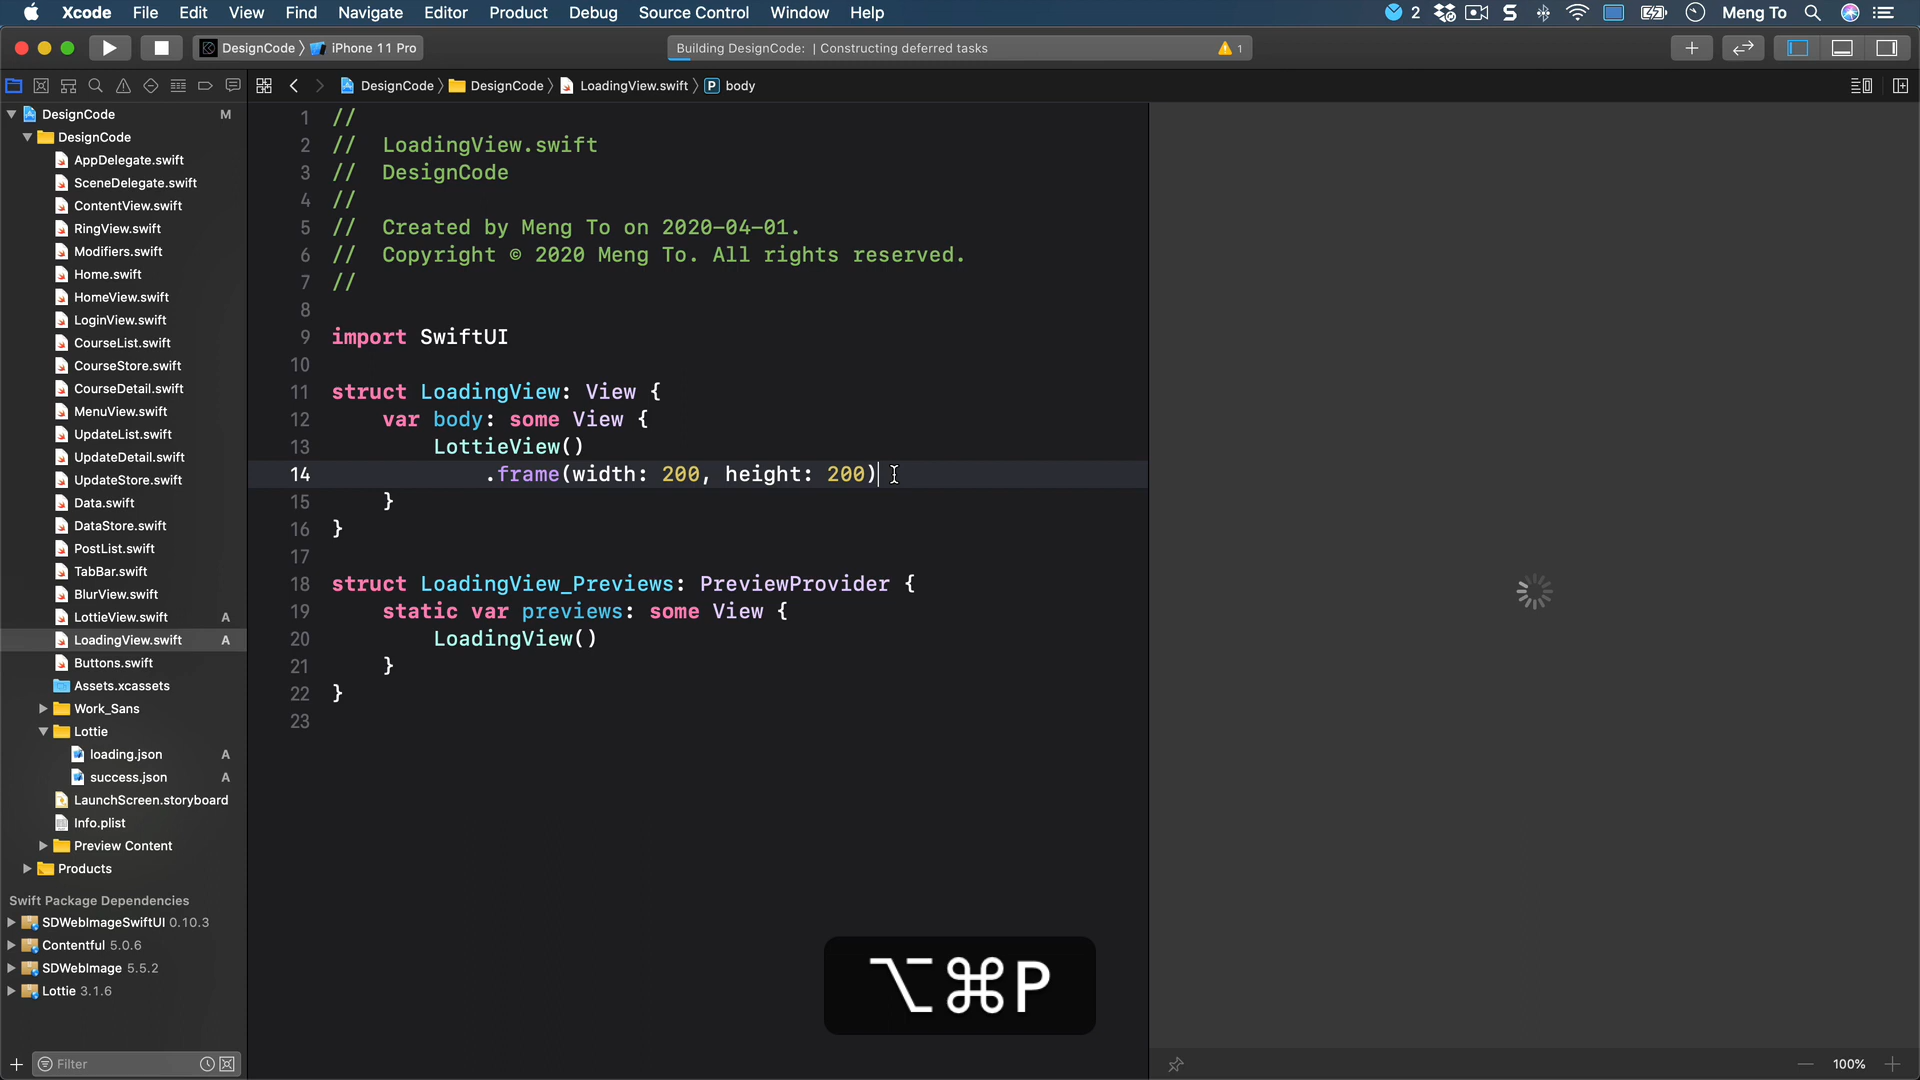 Xcode File Edit View Find Navigate Editor Product Debug Source Control Window Help 2 Meng To
DesignCode iPhone 11 Pro
Building DesignCode: | Constructing deferred tasks 1
DesignCode DesignCode LoadingView.swift P body
DesignCode M
DesignCode
AppDelegate.swift
SceneDelegate.swift
ContentView.swift
RingView.swift
Modifiers.swift
Home.swift
HomeView.swift
LoginView.swift
CourseList.swift
CourseStore.swift
CourseDetail.swift
MenuView.swift
UpdateList.swift
UpdateDetail.swift
UpdateStore.swift
Data.swift
DataStore.swift
PostList.swift
TabBar.swift
BlurView.swift
LottieView.swift A
LoadingView.swift A
Buttons.swift
Assets.xcassets
Work_Sans
Lottie
loading.json A
success.json A
LaunchScreen.storyboard
Info.plist
Preview Content
Products
Swift Package Dependencies
SDWebImageSwiftUI 0.10.3
Contentful 5.0.6
SDWebImage 5.5.2
Lottie 3.1.6
Filter
1 //
2 //  LoadingView.swift
3 //  DesignCode
4 //
5 //  Created by Meng To on 2020-04-01.
6 //  Copyright © 2020 Meng To. All rights reserved.
7 //
8
9 import SwiftUI
10
11 struct LoadingView: View {
12     var body: some View {
13         LottieView()
14             .frame(width: 200, height: 200)
15     }
16 }
17
18 struct LoadingView_Previews: PreviewProvider {
19     static var previews: some View {
20         LoadingView()
21     }
22 }
23
⌥⌘P
100%